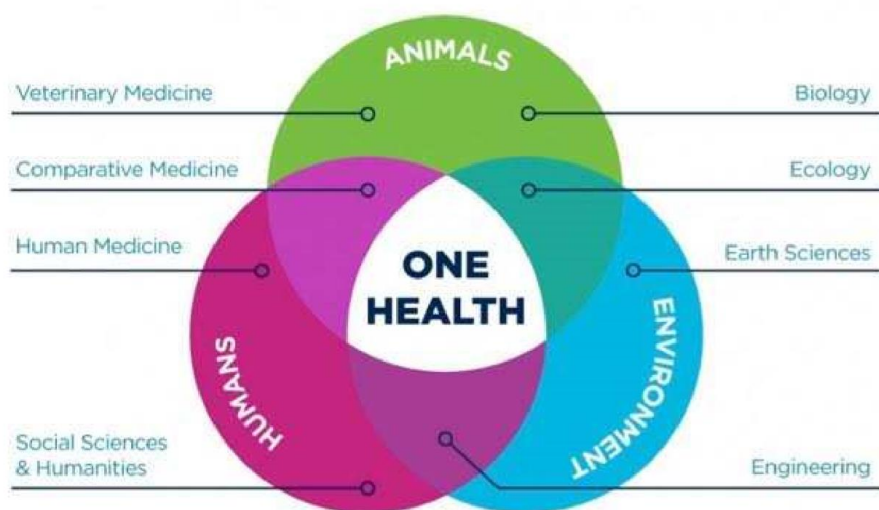 ANIMALS
Veterinary Medicine
Biology
Comparative Medicine
Ecology
Human Medicine
Earth Sciences
ONE
HEALTH
HUMANS
ENVIRONMENT
Social Sciences
& Humanities
Engineering